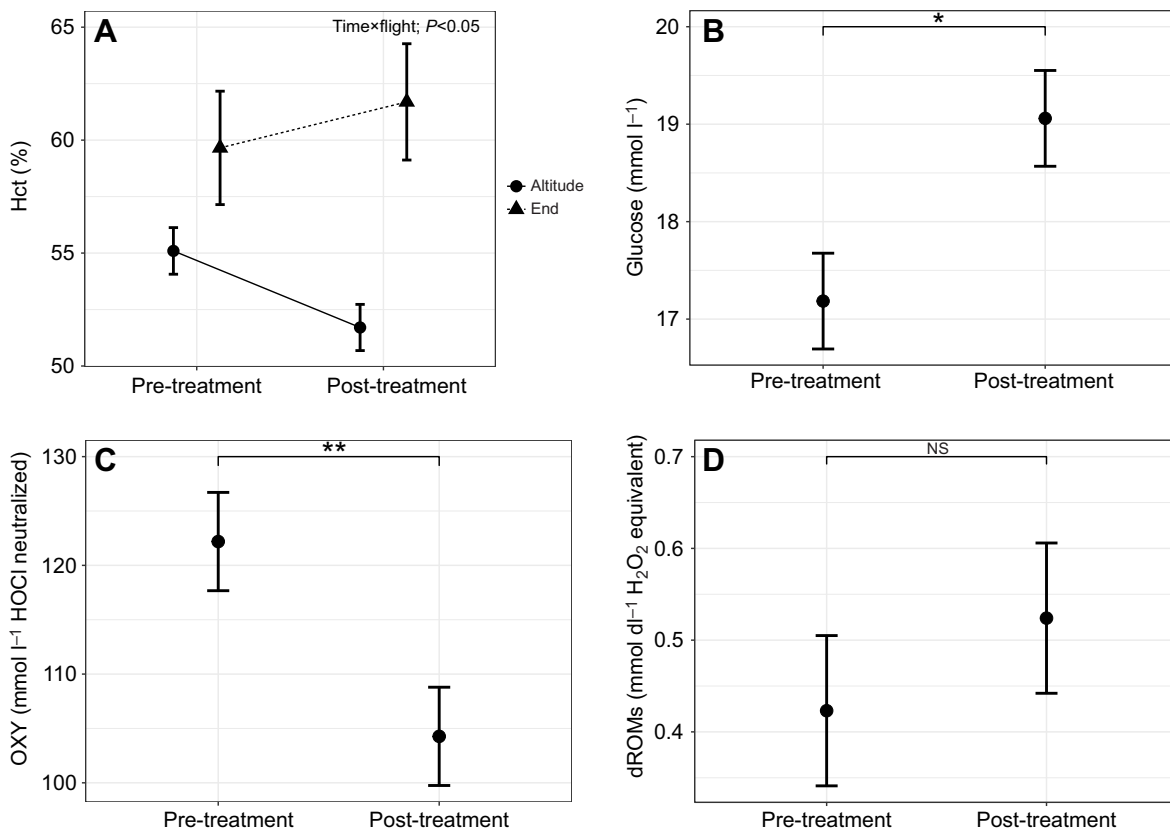 A
Time×flight; P<0.05
Hct (%)
65
60
55
50
Pre-treatment Post-treatment
Altitude
End
B
*
Glucose (mmol l⁻¹)
20
19
18
17
Pre-treatment Post-treatment
C
**
OXY (mmol l⁻¹ HOCl neutralized)
130
120
110
100
Pre-treatment Post-treatment
D
NS
dROMs (mmol dl⁻¹ H₂O₂ equivalent)
0.7
0.6
0.5
0.4
Pre-treatment Post-treatment